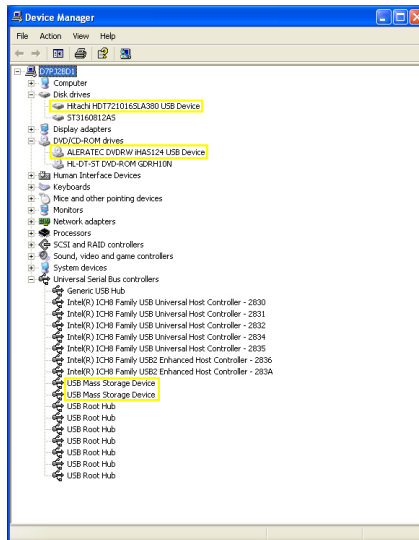 Device Manager
File Action View Help
D7PJ2BD1
Computer
Disk drives
Hitachi HDT721016SLA380 USB Device
ST3160812AS
Display adapters
DVD/CD-ROM drives
ALERATEC DVDRW iHAS124 USB Device
HL-DT-ST DVD-ROM GDRH10N
Human Interface Devices
Keyboards
Mice and other pointing devices
Monitors
Network adapters
Processors
SCSI and RAID controllers
Sound, video and game controllers
System devices
Universal Serial Bus controllers
Generic USB Hub
Intel(R) ICH8 Family USB Universal Host Controller - 2830
Intel(R) ICH8 Family USB Universal Host Controller - 2831
Intel(R) ICH8 Family USB Universal Host Controller - 2832
Intel(R) ICH8 Family USB Universal Host Controller - 2834
Intel(R) ICH8 Family USB Universal Host Controller - 2835
Intel(R) ICH8 Family USB2 Enhanced Host Controller - 2836
Intel(R) ICH8 Family USB2 Enhanced Host Controller - 283A
USB Mass Storage Device
USB Mass Storage Device
USB Root Hub
USB Root Hub
USB Root Hub
USB Root Hub
USB Root Hub
USB Root Hub
USB Root Hub